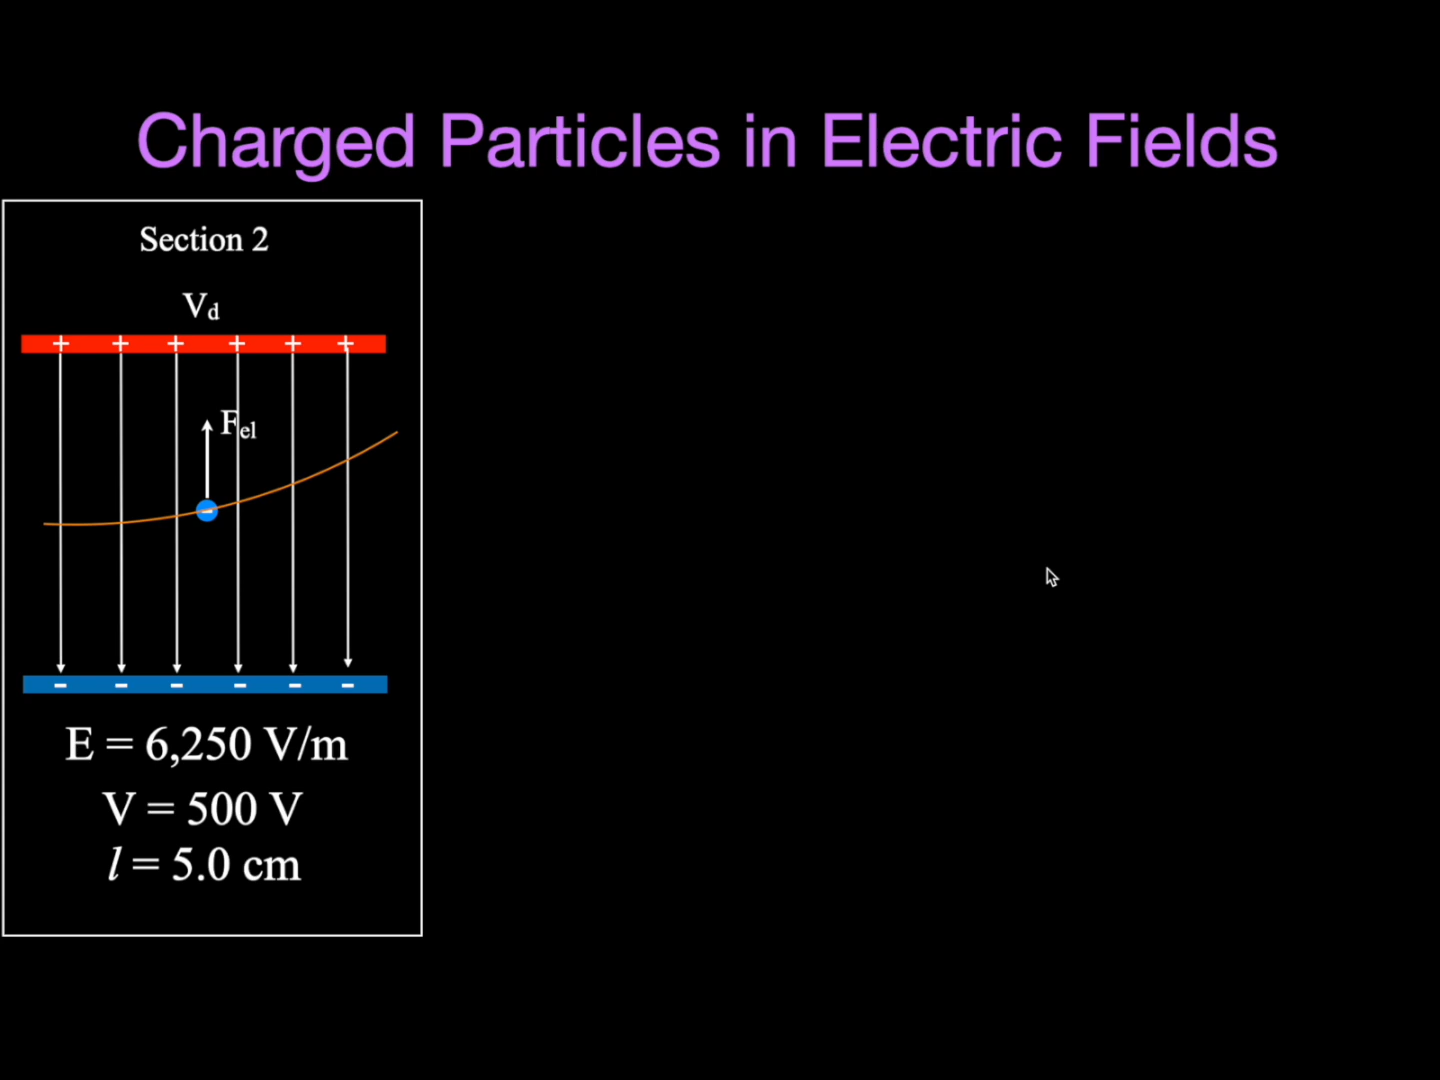 Charged Particles in Electric Fields
Section 2
Vd
+ + + + + +
Fel
-
- - - - - -
E = 6,250 V/m
V = 500 V
l = 5.0 cm